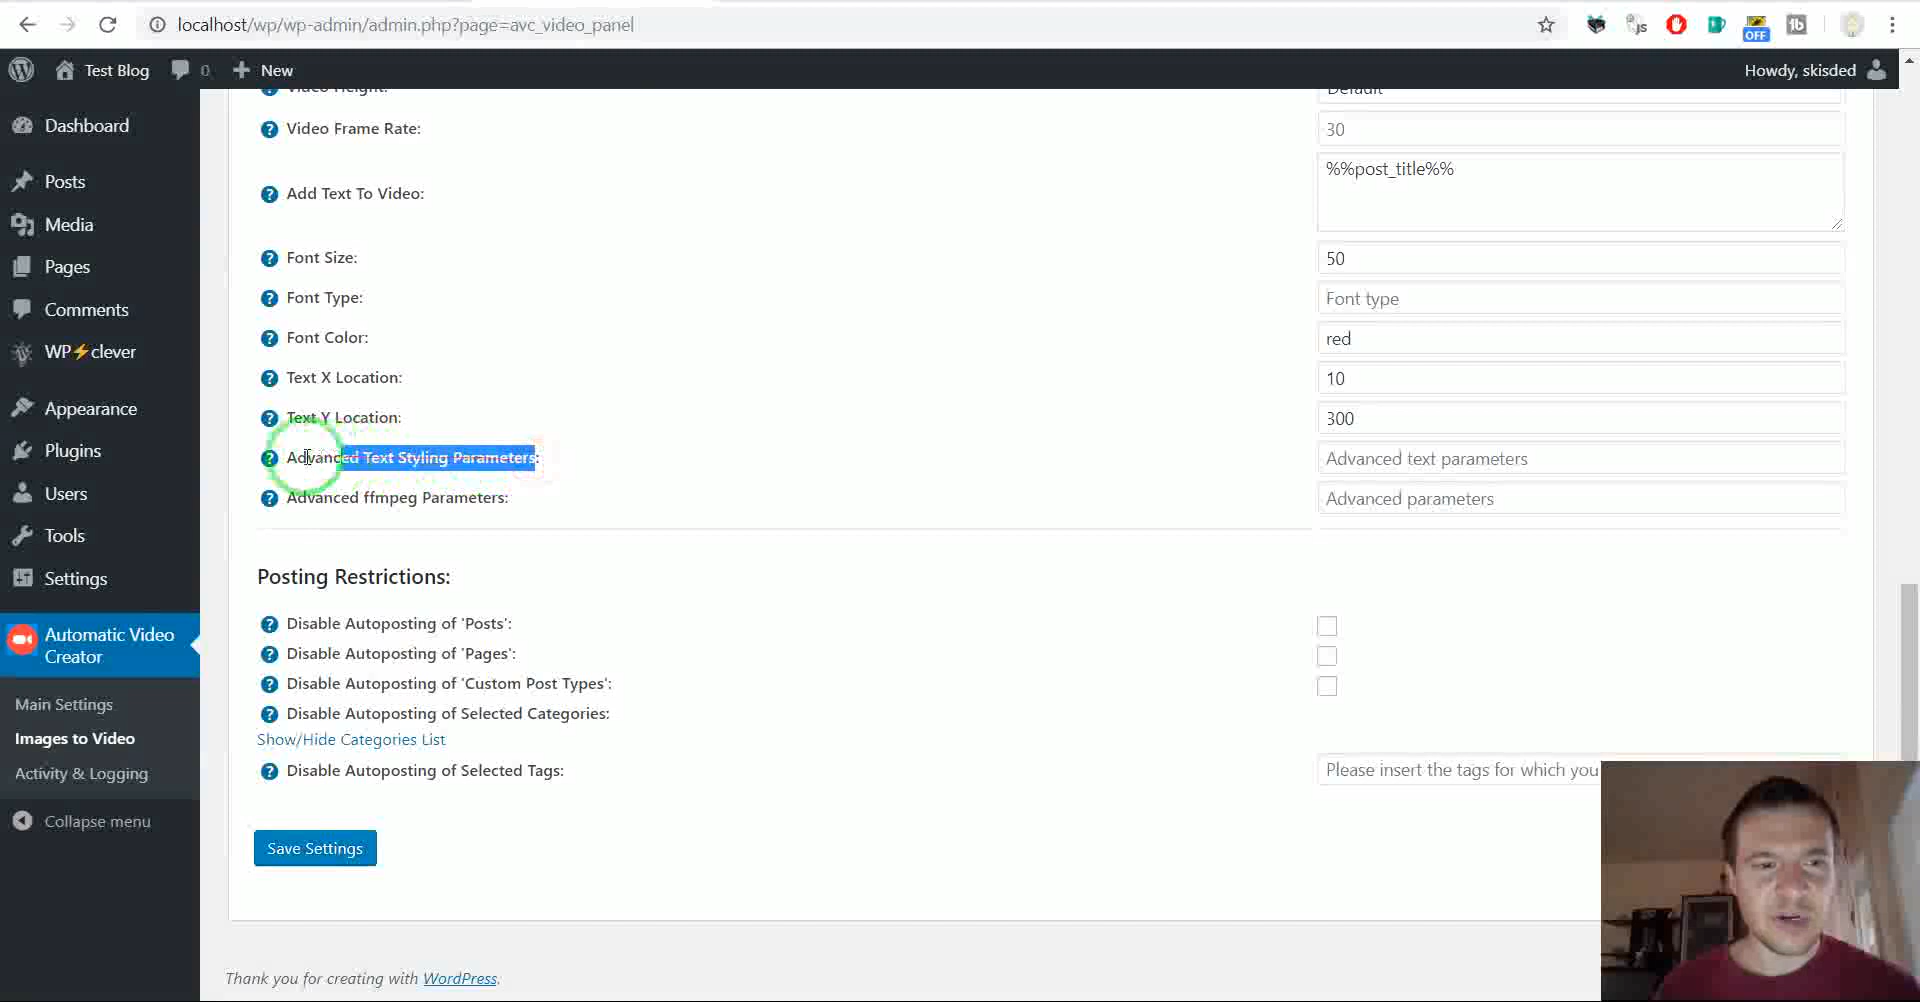 localhost/wp/wp-admin/admin.php?page=avc_video_panel
OFF
Test Blog
0
New
Howdy, skisded
Dashboard
Posts
Media
Pages
Comments
WP⚡clever
Appearance
Plugins
Users
Tools
Settings
Automatic Video
Creator
Main Settings
Images to Video
Activity & Logging
Collapse menu
Video Height:
Default
Video Frame Rate:
30
Add Text To Video:
%%post_title%%
Font Size:
50
Font Type:
Font type
Font Color:
red
Text X Location:
10
Text Y Location:
300
Advanced Text Styling Parameters:
Advanced text parameters
Advanced ffmpeg Parameters:
Advanced parameters
Posting Restrictions:
Disable Autoposting of 'Posts':
Disable Autoposting of 'Pages':
Disable Autoposting of 'Custom Post Types':
Disable Autoposting of Selected Categories:
Show/Hide Categories List
Disable Autoposting of Selected Tags:
Please insert the tags for which you
Save Settings
Thank you for creating with WordPress.